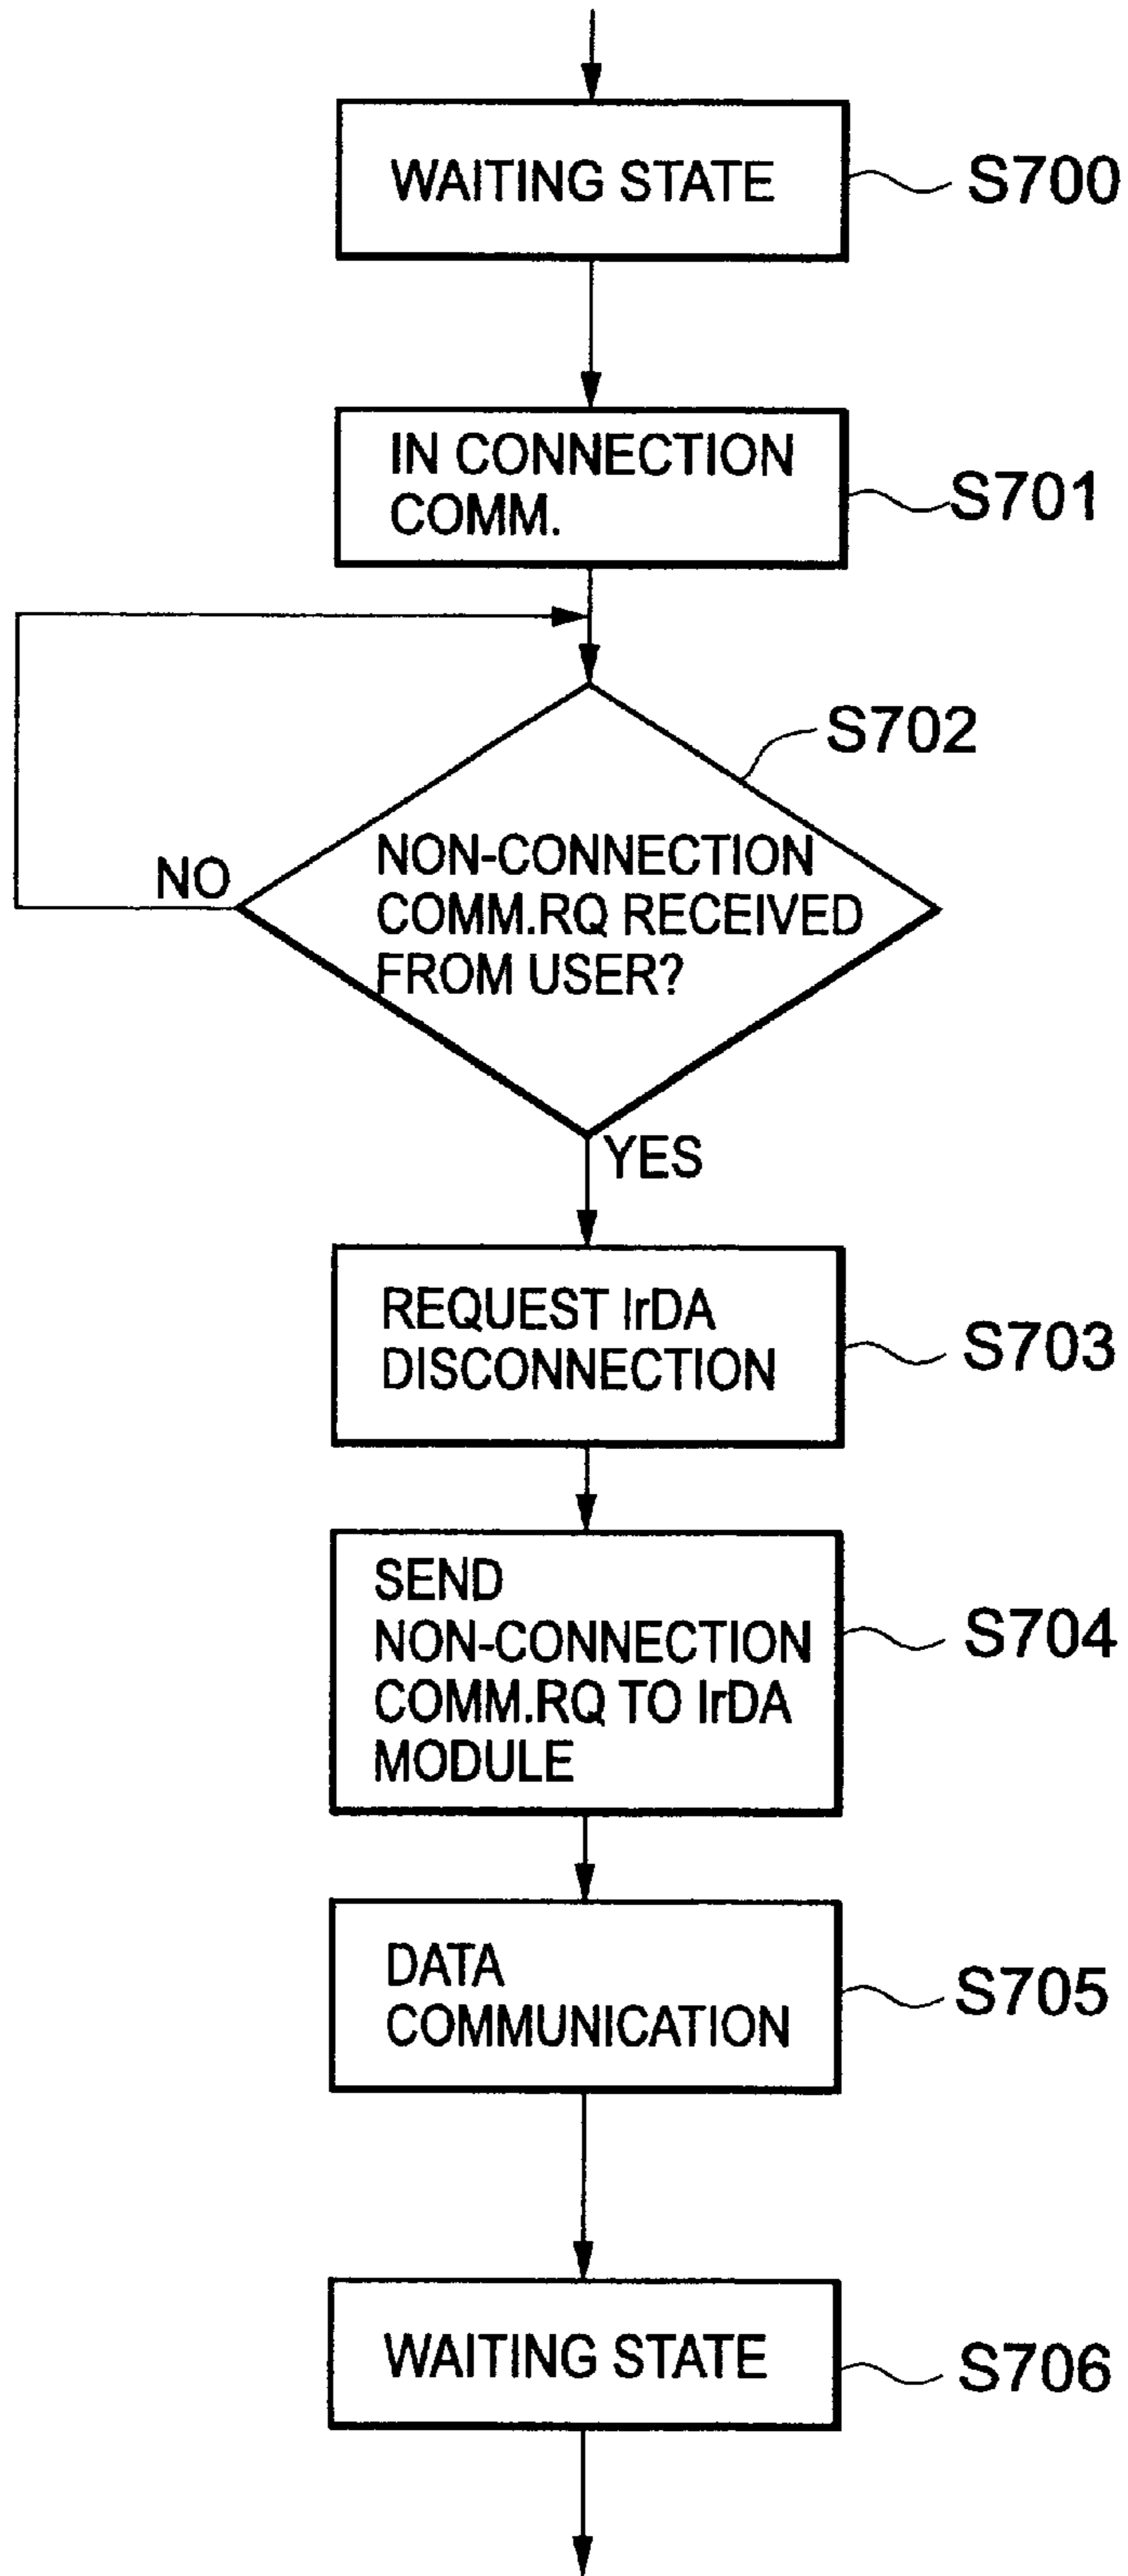 WAITING STATE
S700
IN CONNECTION
COMM.
S701
S702
NON-CONNECTION
COMM.RQ RECEIVED
FROM USER?
NO
YES
REQUEST IrDA
DISCONNECTION
S703
SEND
NON-CONNECTION
COMM.RQ TO IrDA
MODULE
S704
DATA
COMMUNICATION
S705
WAITING STATE
S706